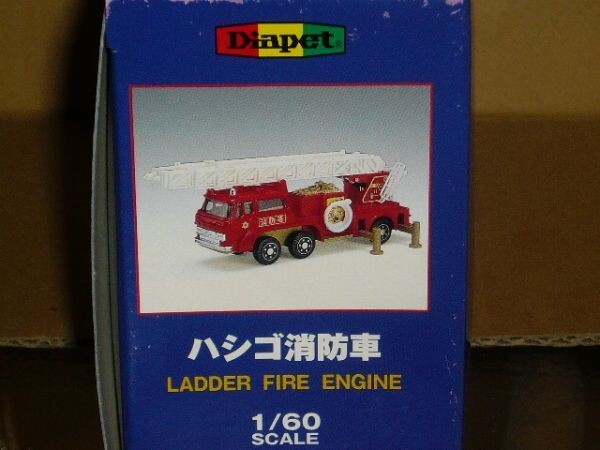 Diapet®
ハシゴ消防車
LADDER FIRE ENGINE
1/60
SCALE